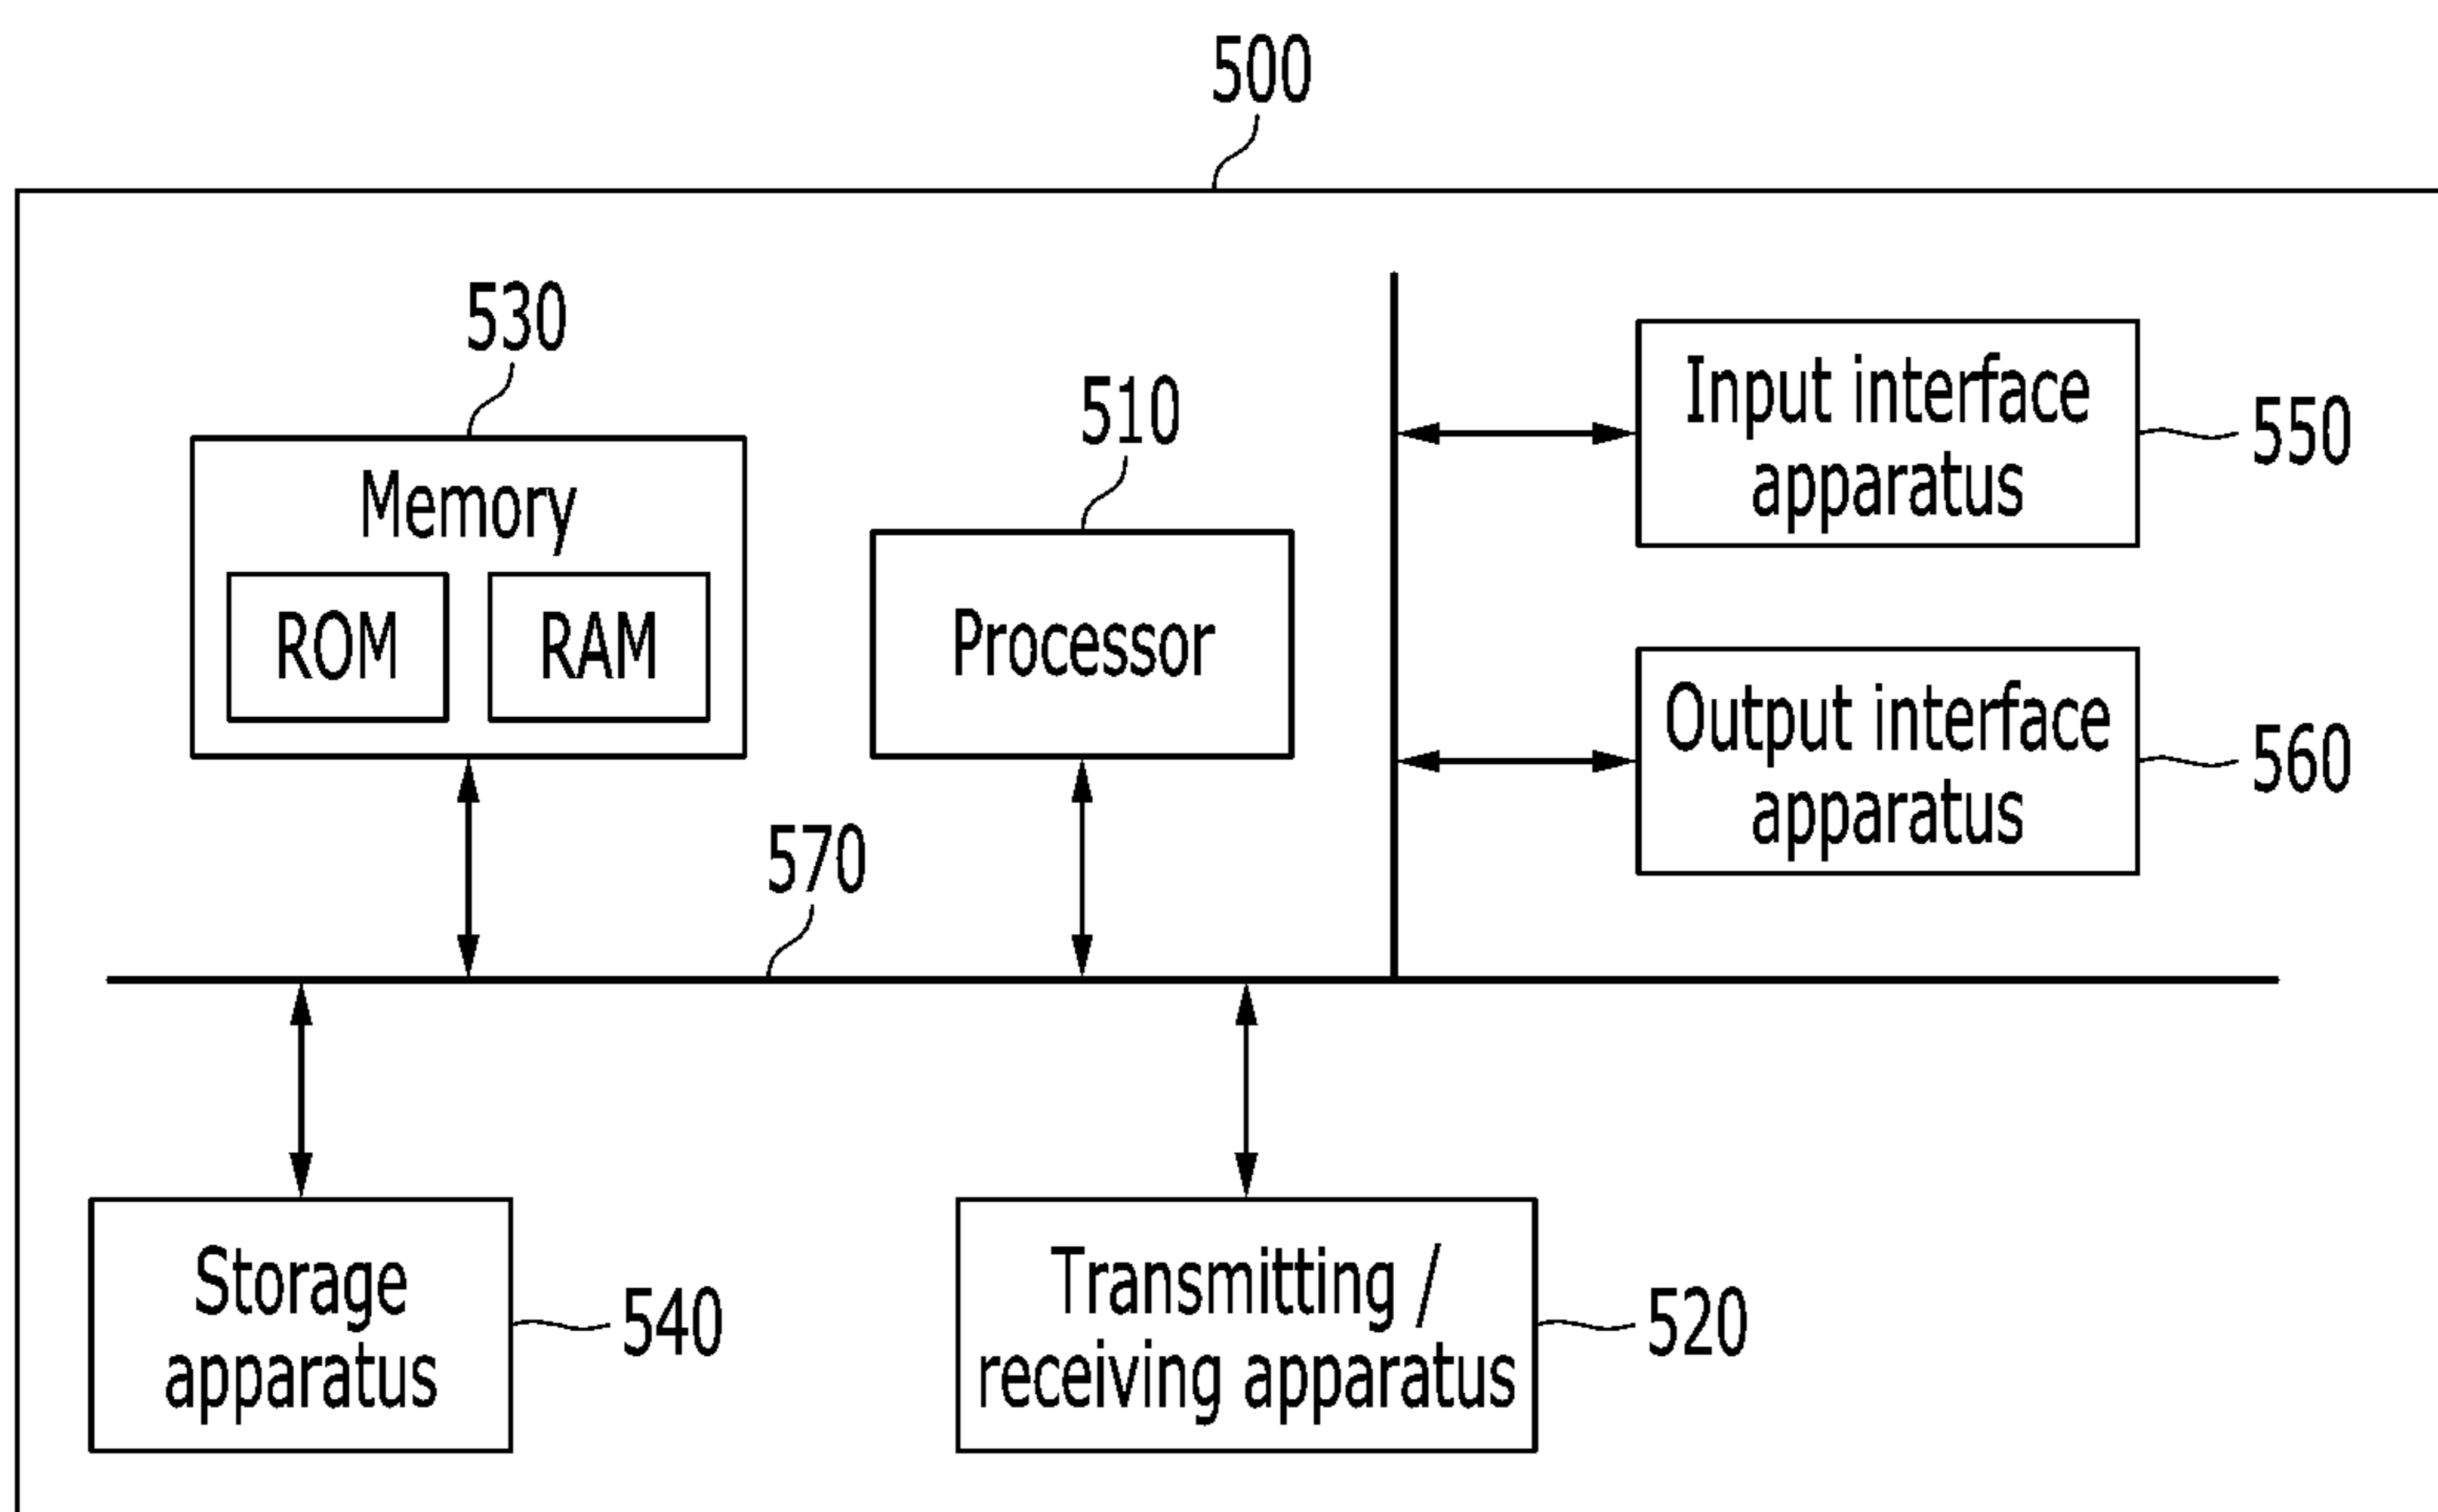 500
530
510
Memory
ROM
RAM
Processor
Input interface
apparatus
550
Output interface
apparatus
560
570
Storage
apparatus
540
Transmitting /
receiving apparatus
520